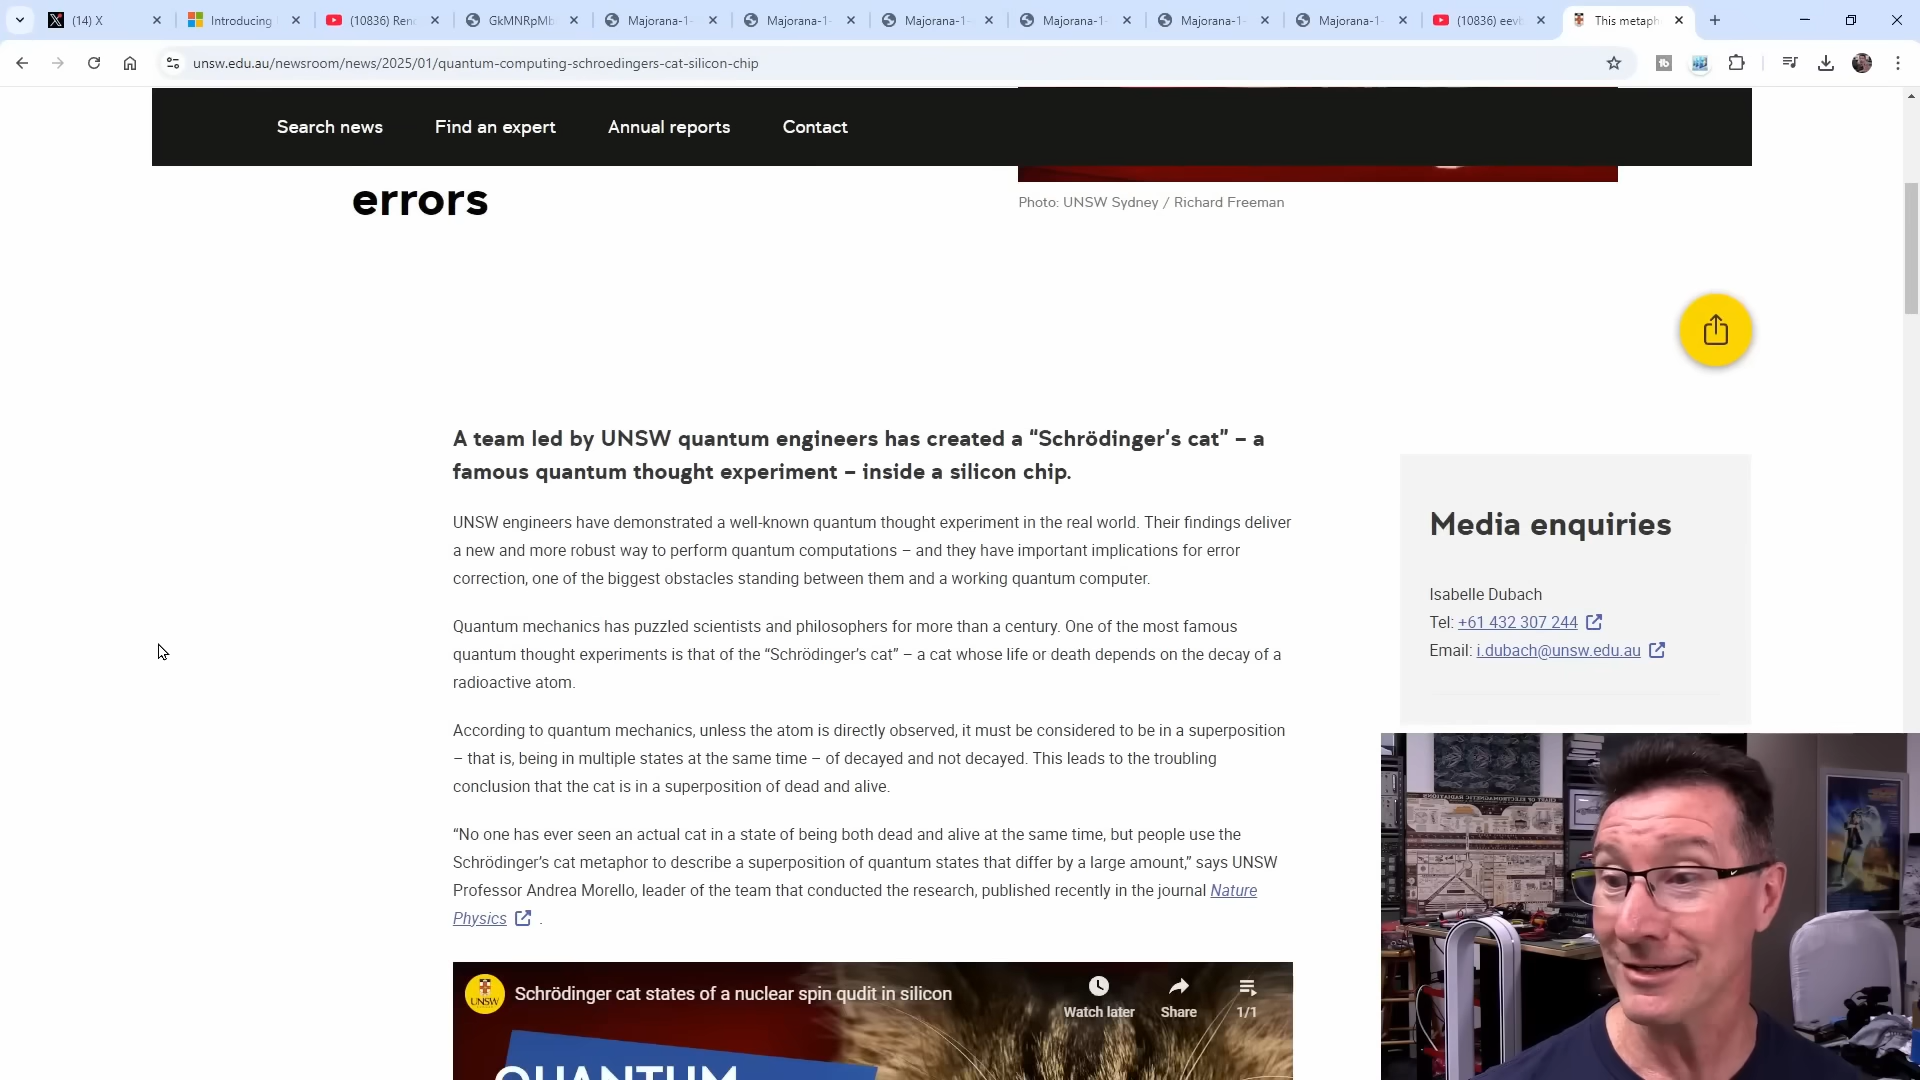 (14) X
Introducing
(10836) Ren
GkMNRpMb
Majorana-1-
Majorana-1-
Majorana-1-
Majorana-1-
Majorana-1-
Majorana-1-
(10836) eevb
This metaph
unsw.edu.au/newsroom/news/2025/01/quantum-computing-schroedingers-cat-silicon-chip
Search news
Find an expert
Annual reports
Contact
errors
Photo: UNSW Sydney / Richard Freeman
A team led by UNSW quantum engineers has created a “Schrödinger’s cat” – a
famous quantum thought experiment – inside a silicon chip.
UNSW engineers have demonstrated a well-known quantum thought experiment in the real world. Their findings deliver
a new and more robust way to perform quantum computations – and they have important implications for error
correction, one of the biggest obstacles standing between them and a working quantum computer.
Quantum mechanics has puzzled scientists and philosophers for more than a century. One of the most famous
quantum thought experiments is that of the “Schrödinger’s cat” – a cat whose life or death depends on the decay of a
radioactive atom.
According to quantum mechanics, unless the atom is directly observed, it must be considered to be in a superposition
– that is, being in multiple states at the same time – of decayed and not decayed. This leads to the troubling
conclusion that the cat is in a superposition of dead and alive.
“No one has ever seen an actual cat in a state of being both dead and alive at the same time, but people use the
Schrödinger’s cat metaphor to describe a superposition of quantum states that differ by a large amount,” says UNSW
Professor Andrea Morello, leader of the team that conducted the research, published recently in the journal Nature
Physics .
Media enquiries
Isabelle Dubach
Tel: +61 432 307 244
Email: i.dubach@unsw.edu.au
UNSW
Schrödinger cat states of a nuclear spin qudit in silicon
Watch later
Share
1/1
QUANTUM